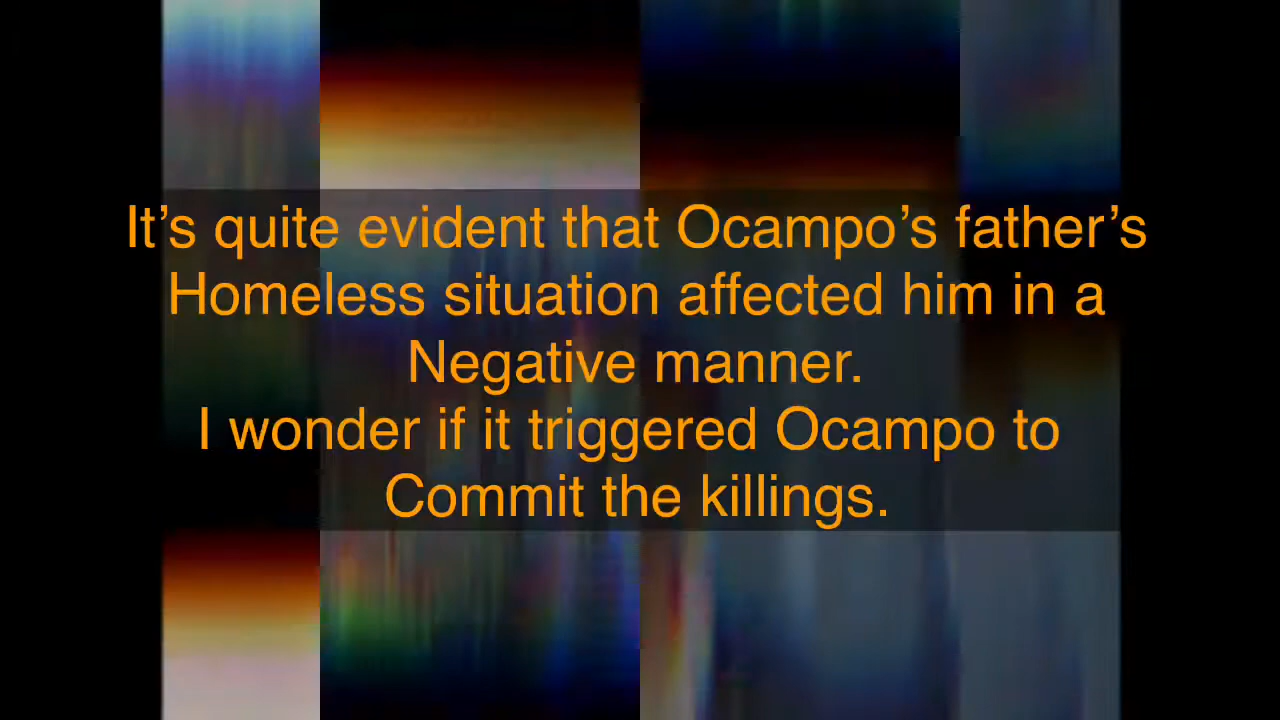 It’s quite evident that Ocampo’s father’s
Homeless situation affected him in a
Negative manner.
I wonder if it triggered Ocampo to
Commit the killings.